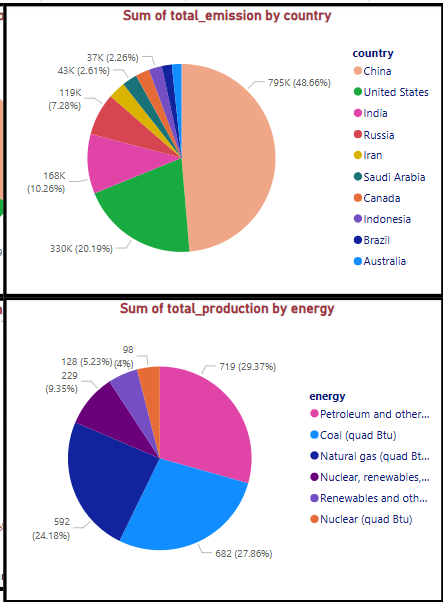 Sum of total_emission by country
37K (2.26%)
43K (2.61%)
119K
(7.28%)
168K
(10.26%)
330K (20.19%)
795K (48.66%)
country
China
United States
India
Russia
Iran
Saudi Arabia
Canada
Indonesia
Brazil
Australia
Sum of total_production by energy
98
(4%)
128 (5.23%)
229
(9.35%)
592
(24.18%)
719 (29.37%)
682 (27.86%)
energy
Petroleum and other...
Coal (quad Btu)
Natural gas (quad Bt...
Nuclear, renewables,...
Renewables and oth...
Nuclear (quad Btu)